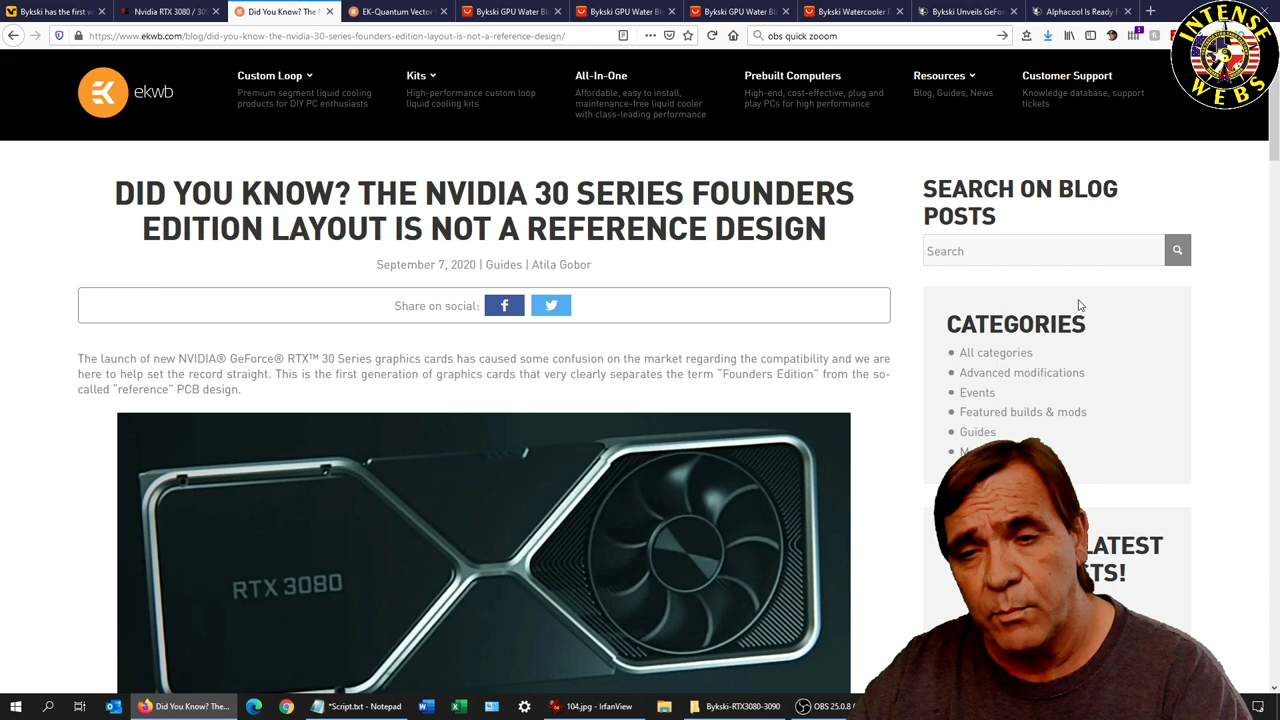 Bykski has the first w
Nvidia RTX 3080 / 309
Did You Know? The N
EK-Quantum Vector
Bykski GPU Water Bl
Bykski GPU Water Blo
Bykski GPU Water Blo
Bykski Watercooler F
Bykski Unveils GeFor
Alphacool Is Ready F
https://www.ekwb.com/blog/did-you-know-the-nvidia-30-series-founders-edition-layout-is-not-a-reference-design/
obs quick zooom
INTENSE
WEBS
ekwb
Custom Loop
Premium segment liquid cooling
products for DIY PC enthusiasts
Kits
High-performance custom loop
liquid cooling kits
All-In-One
Affordable, easy to install,
maintenance-free liquid cooler
with class-leading performance
Prebuilt Computers
High-end, cost-effective, plug and
play PCs for high performance
Resources
Blog, Guides, News
Customer Support
Knowledge database, support
tickets
DID YOU KNOW? THE NVIDIA 30 SERIES FOUNDERS
EDITION LAYOUT IS NOT A REFERENCE DESIGN
September 7, 2020 | Guides | Atila Gobor
Share on social:
The launch of new NVIDIA® GeForce® RTX™ 30 Series graphics cards has caused some confusion on the market regarding the compatibility and we are
here to help set the record straight. This is the first generation of graphics cards that very clearly separates the term “Founders Edition” from the so-
called “reference” PCB design.
RTX 3080
SEARCH ON BLOG
POSTS
Search
CATEGORIES
All categories
Advanced modifications
Events
Featured builds & mods
Guides
LATEST
Did You Know? The...
*Script.txt - Notepad
104.jpg - IrfanView
Bykski-RTX3080-3090
OBS 25.0.8